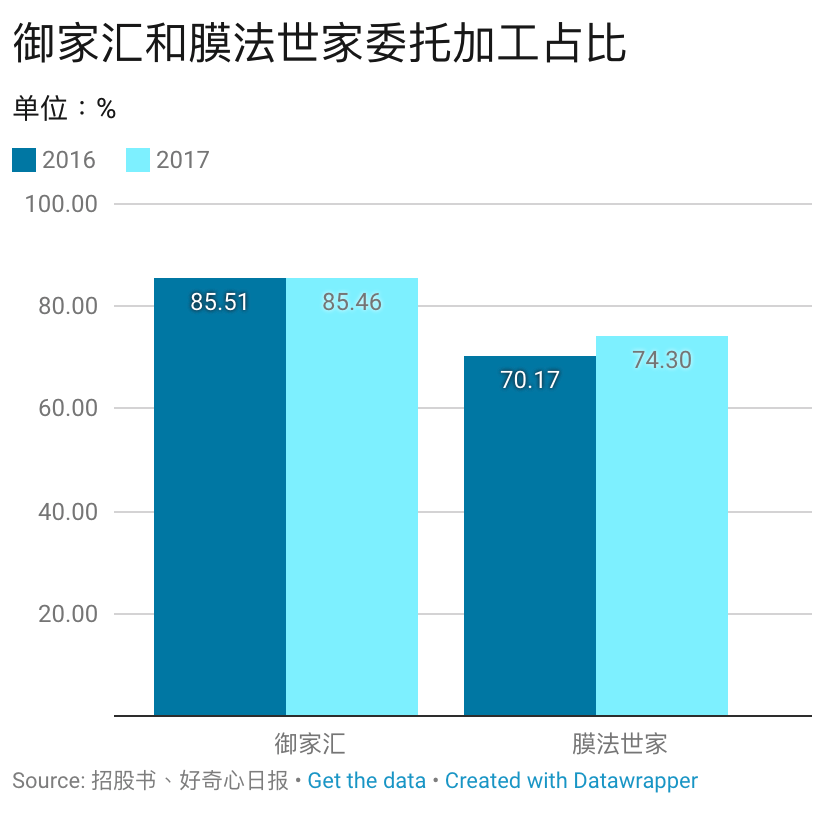 御家汇和膜法世家委托加工占比
单位：%
2016 2017
100.00
80.00
60.00
40.00
20.00
85.51 85.46
70.17 74.30
御家汇 膜法世家
Source: 招股书、好奇心日报 • Get the data • Created with Datawrapper